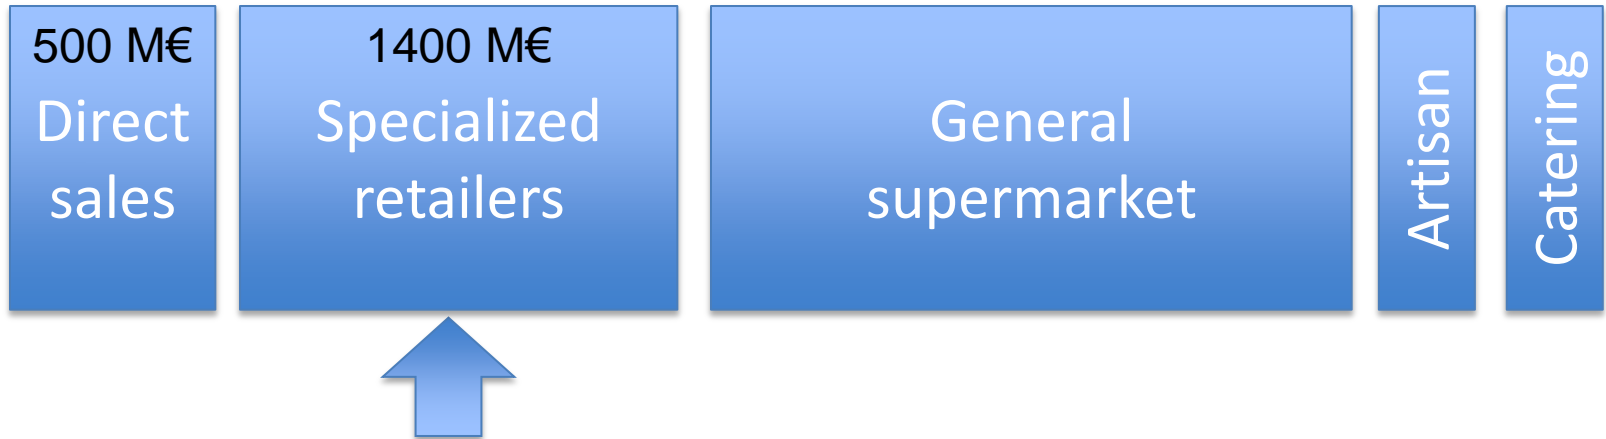 500 M€
Direct
sales
1400 M€
Specialized
retailers
General
supermarket
Artisan
Catering